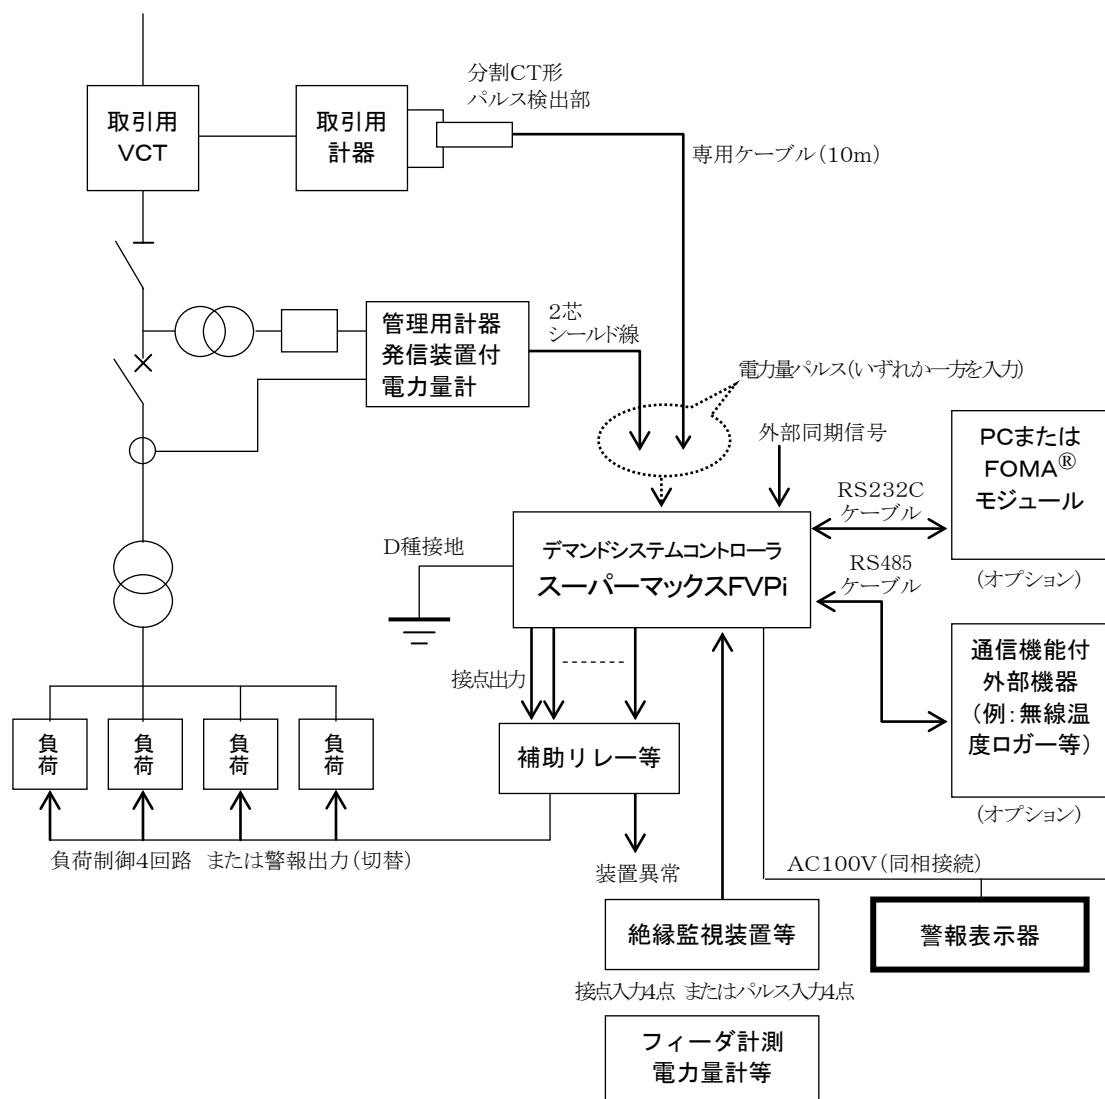 分割CT形
パルス検出部
取引用
VCT
取引用
計器
専用ケーブル(10m)
管理用計器
発信装置付
電力量計
2芯
シールド線
電力量パルス(いずれか一方を入力)
外部同期信号
PCまたは
FOMA®
モジュール
(オプション)
RS232C
ケーブル
D種接地
デマンドシステムコントローラ
スーパーマックスFVPi
RS485
ケーブル
通信機能付
外部機器
(例:無線温
度ロガー等)
(オプション)
接点出力
補助リレー等
負荷
負荷
負荷
負荷
負荷制御4回路 または警報出力(切替)
装置異常
AC100V(同相接続)
絶縁監視装置等
警報表示器
接点入力4点 またはパルス入力4点
フィーダ計測
電力量計等